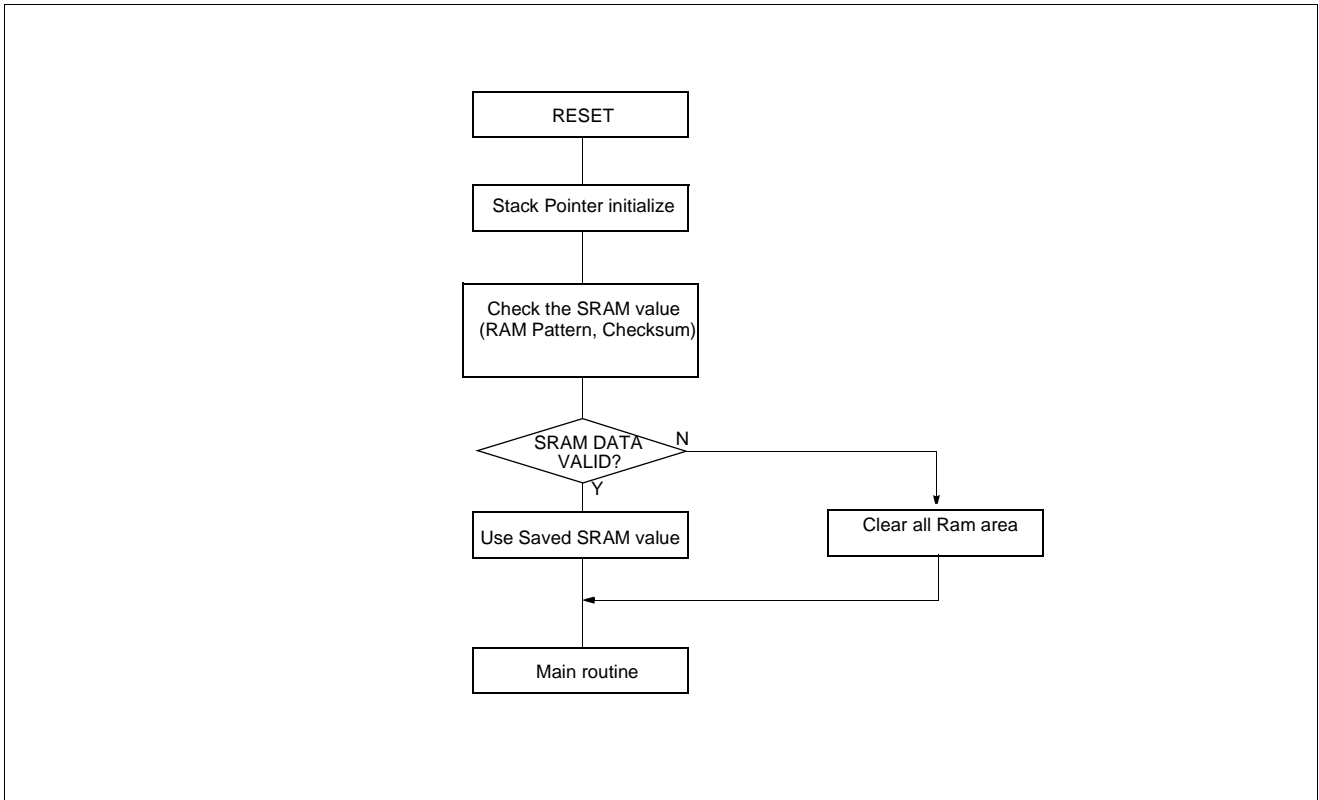 RESET
Stack Pointer initialize
Check the SRAM value
(RAM Pattern, Checksum)
SRAM DATA
VALID?
N
Y
Use Saved SRAM value
Clear all Ram area
Main routine